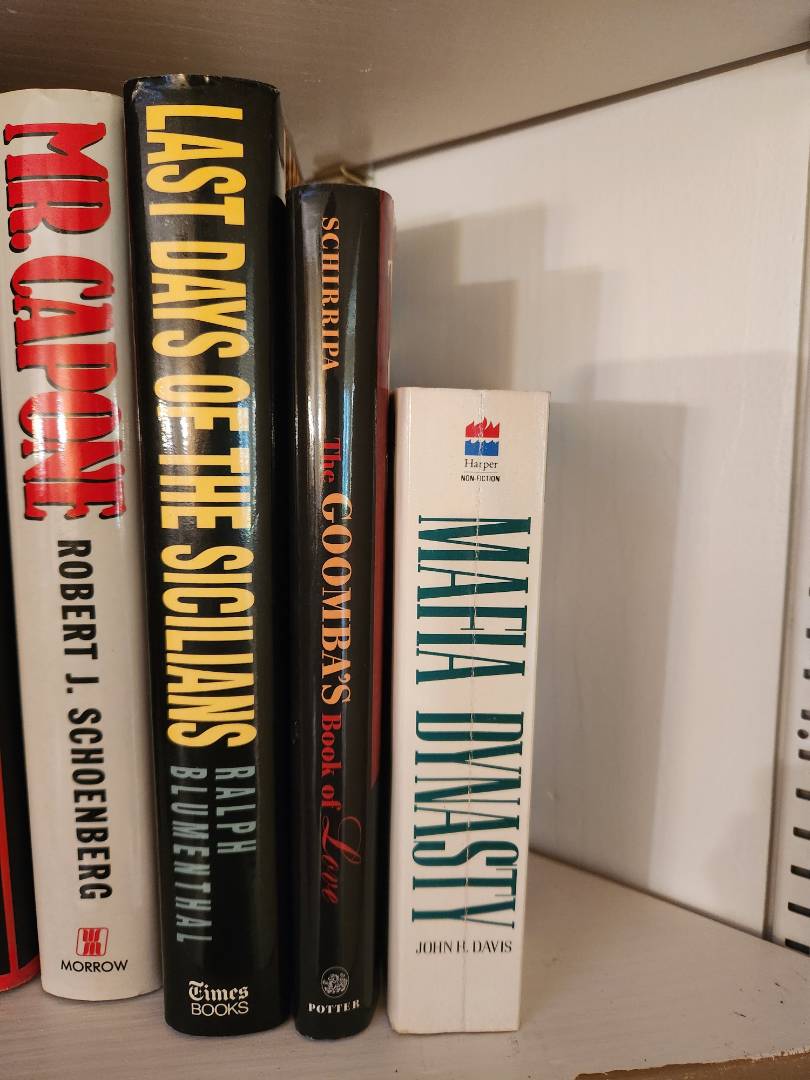 MR. CAPONE
ROBERT J. SCHOENBERG
MORROW
LAST DAYS OF THE SICILIANS
RALPH
BLUMENTHAL
Times
BOOKS
SCHIRRIPA
The GOOMBA'S Book of Love
POTTER
Harper
NON-FICTION
MAFIA DYNASTY
JOHN H. DAVIS